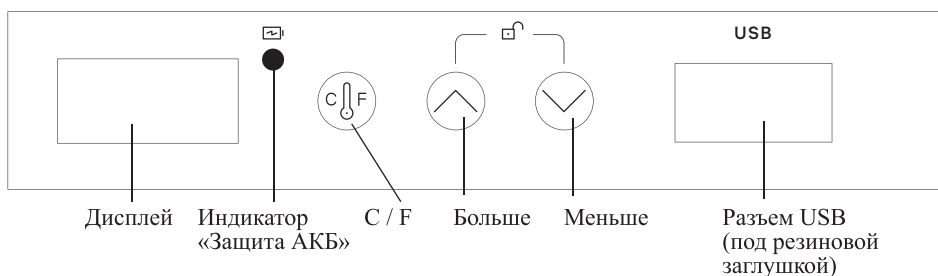 USB
C F
Дисплей
Индикатор
«Защита АКБ»
C / F
Больше
Меньше
Разъем USB
(под резиновой
заглушкой)